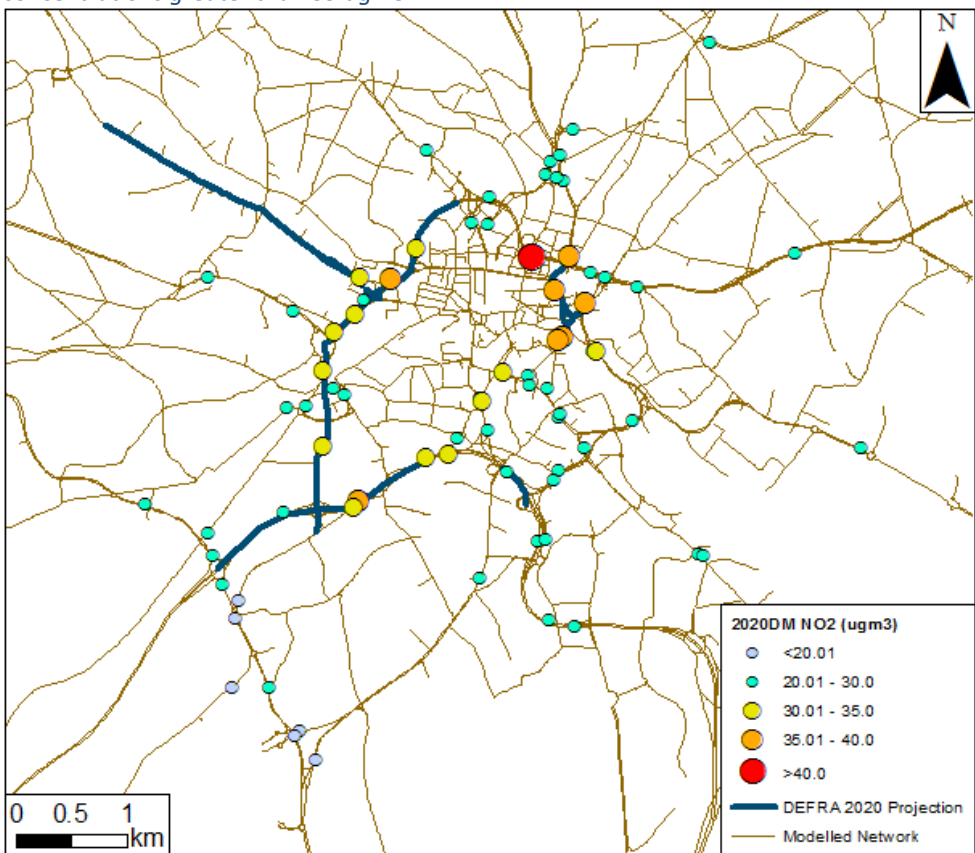 N
2020DM NO2 (ugm3)
<20.01
20.01 - 30.0
30.01 - 35.0
35.01 - 40.0
>40.0
DEFRA 2020 Projection
Modelled Network
0 0.5 1
km